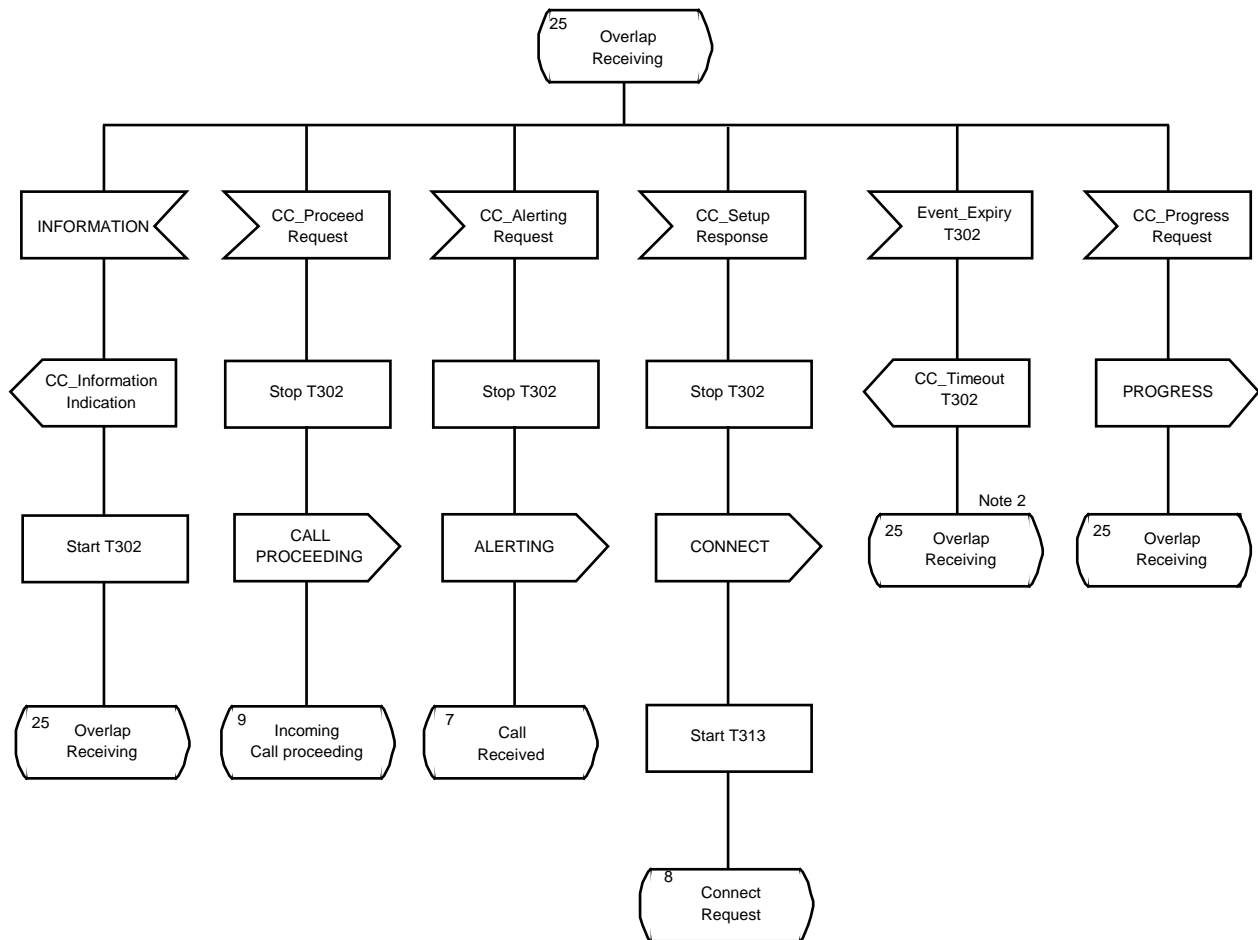 25
Overlap
Receiving
INFORMATION
CC_Proceed
Request
CC_Alerting
Request
CC_Setup
Response
Event_Expiry
T302
CC_Progress
Request
CC_Information
Indication
Stop T302
Stop T302
Stop T302
CC_Timeout
T302
PROGRESS
Start T302
CALL
PROCEEDING
ALERTING
CONNECT
Note 2
25
Overlap
Receiving
25
Overlap
Receiving
25
Overlap
Receiving
9
Incoming
Call proceeding
7
Call
Received
Start T313
8
Connect
Request